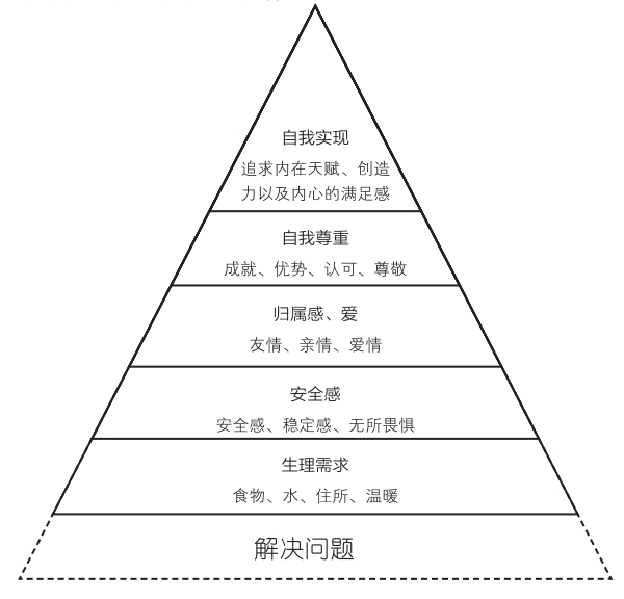 自我实现
追求内在天赋、创造
力以及内心的满足感
自我尊重
成就、优势、认可、尊敬
归属感、爱
友情、亲情、爱情
安全感
安全感、稳定感、无所畏惧
生理需求
食物、水、住所、温暖
解决问题